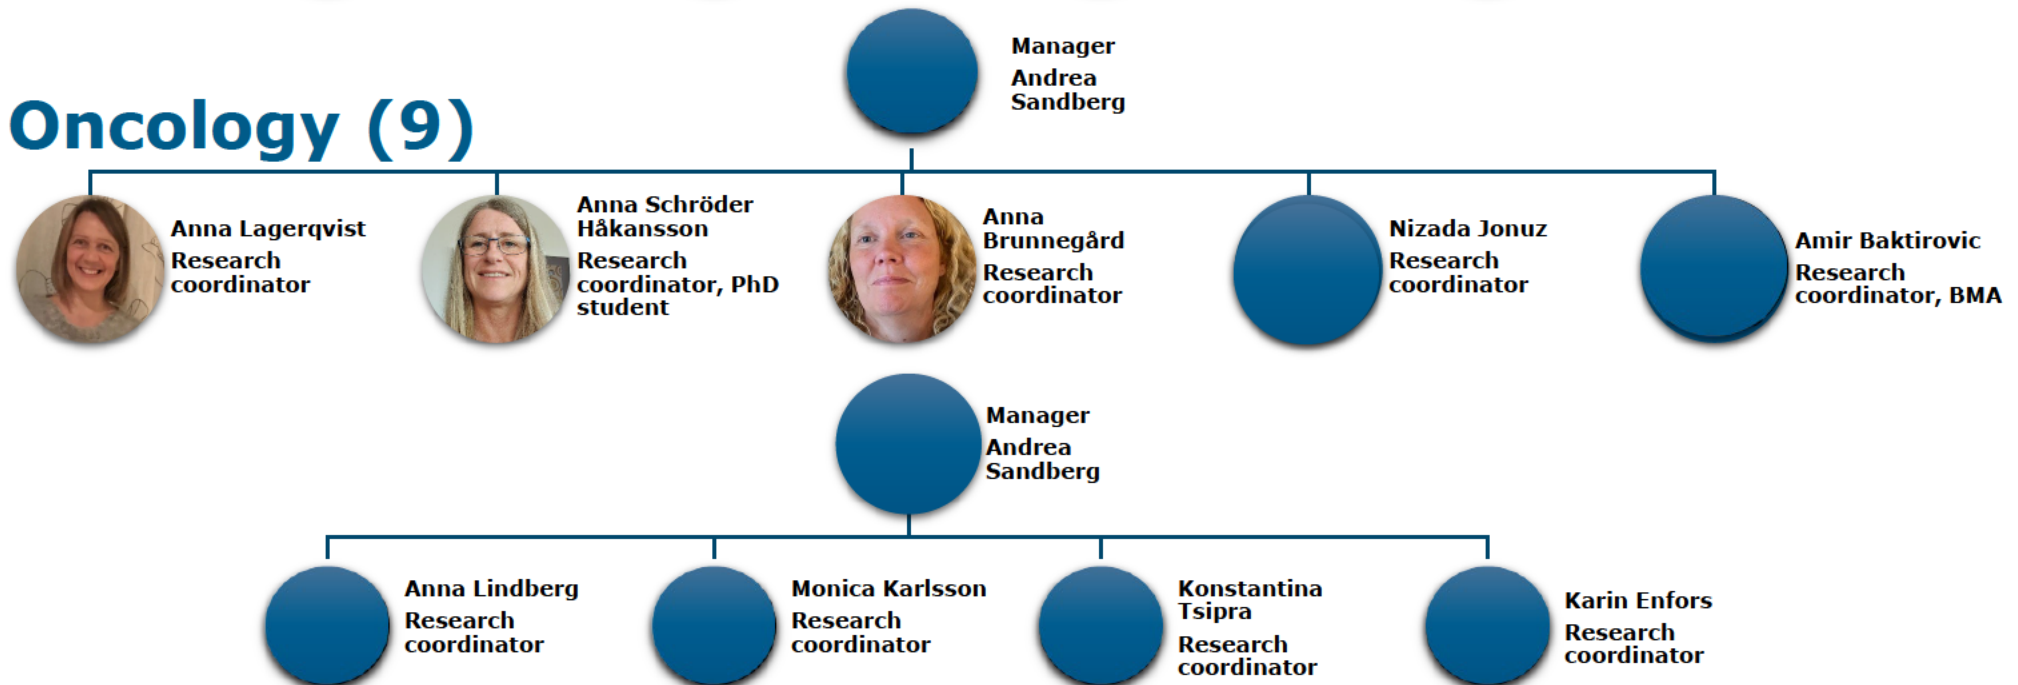 Manager
Andrea
Sandberg
Oncology (9)
Anna Lagerqvist
Research
coordinator
Anna Schröder
Håkansson
Research
coordinator, PhD
student
Anna
Brunnegård
Research
coordinator
Nizada Jonuz
Research
coordinator
Amir Baktirovic
Research
coordinator, BMA
Manager
Andrea
Sandberg
Anna Lindberg
Research
coordinator
Monica Karlsson
Research
coordinator
Konstantina
Tsipra
Research
coordinator
Karin Enfors
Research
coordinator